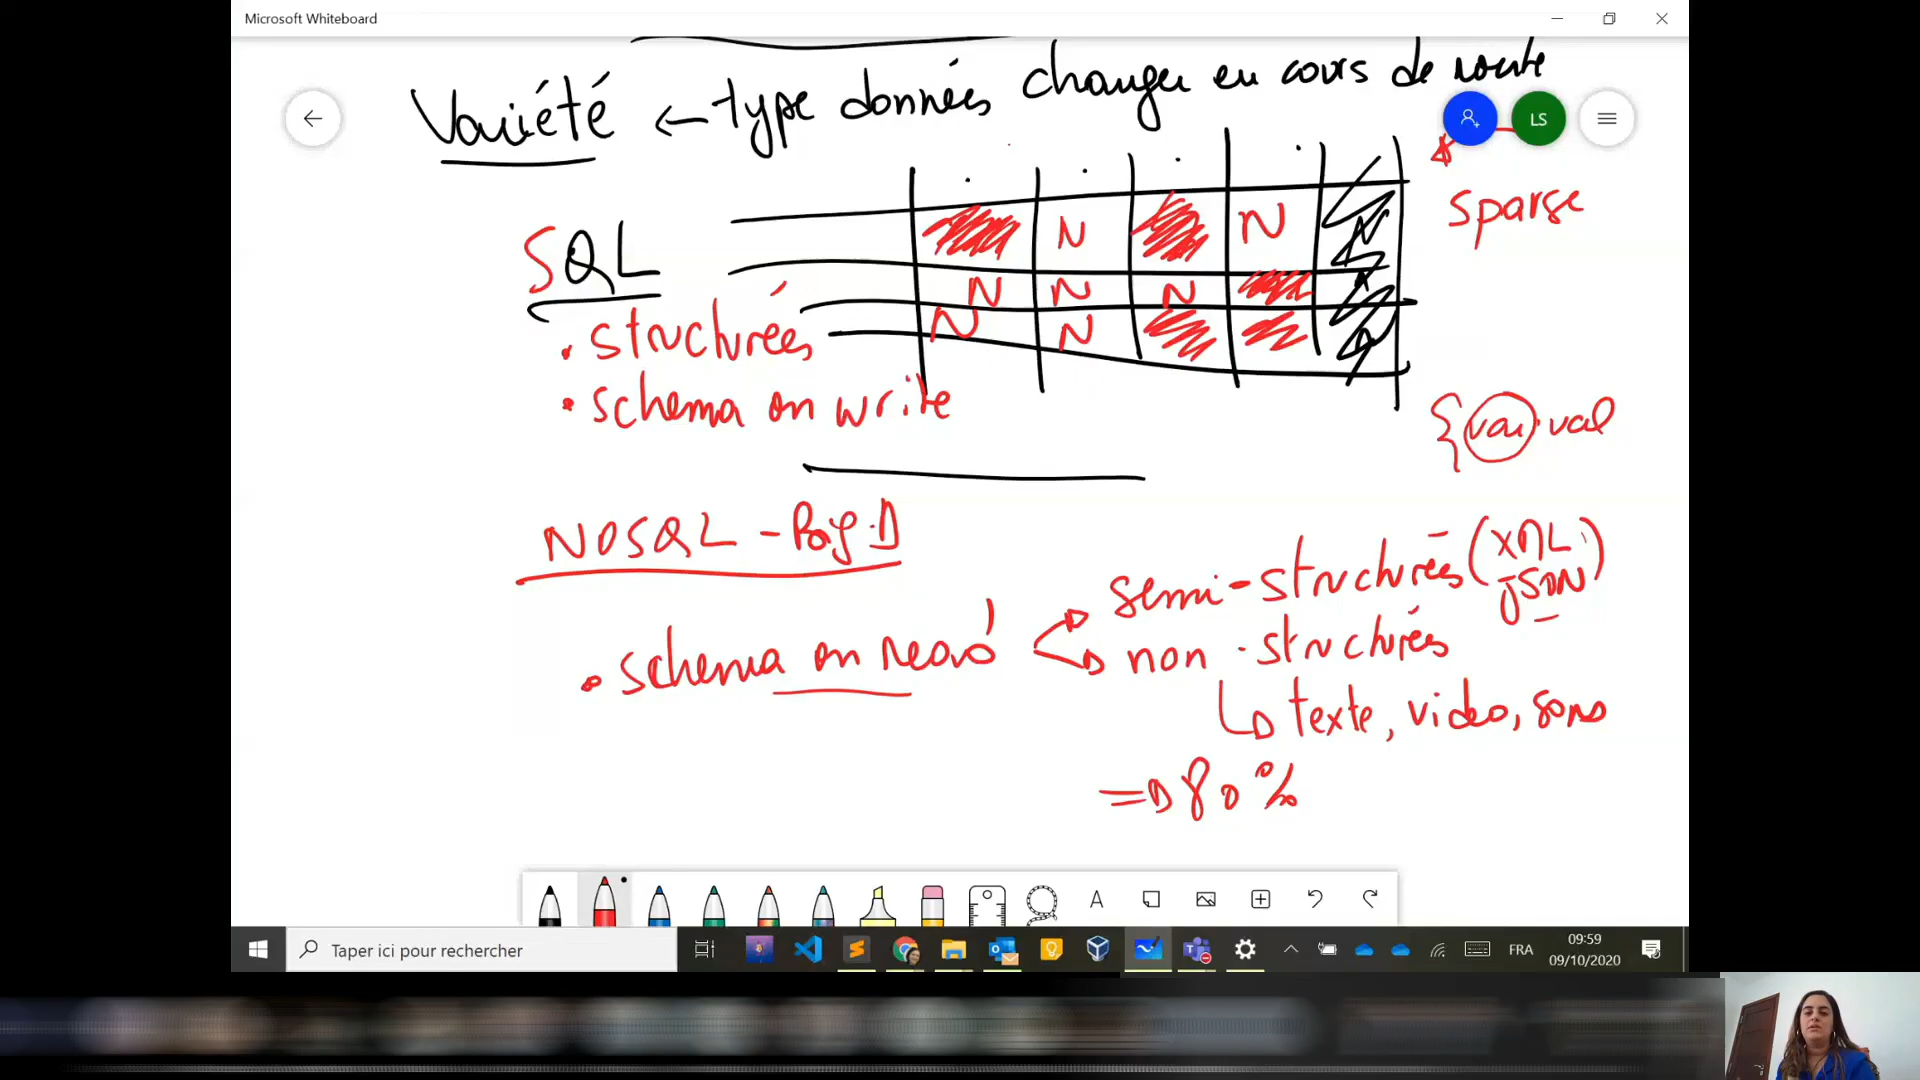 Microsoft Whiteboard
Variété ← type données changer en cours de route
LS
sparse
SQL
N N N
N N N
N N
• structurées
• schema on write
{var. val
NOSQL - Big. D
semi-structurées (XML
JSON)
• schema on read
non-structurés
texte, video, sons
=> 80 %
A
Taper ici pour rechercher
FRA
09:59
09/10/2020